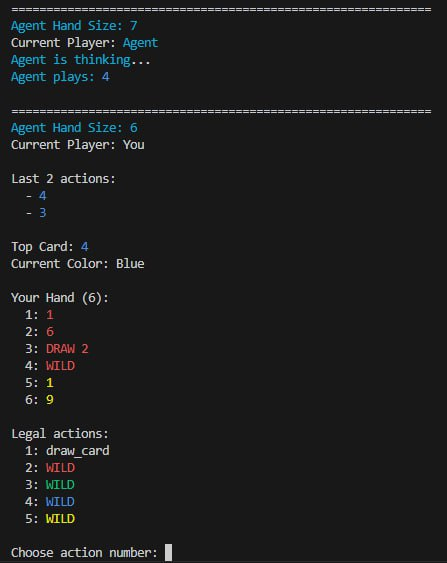 ============================================================
Agent Hand Size: 7
Current Player: Agent
Agent is thinking...
Agent plays: 4
============================================================
Agent Hand Size: 6
Current Player: You
Last 2 actions:
- 4
- 3
Top Card: 4
Current Color: Blue
Your Hand (6):
1: 1
2: 6
3: DRAW 2
4: WILD
5: 1
6: 9
Legal actions:
1: draw_card
2: WILD
3: WILD
4: WILD
5: WILD
Choose action number: